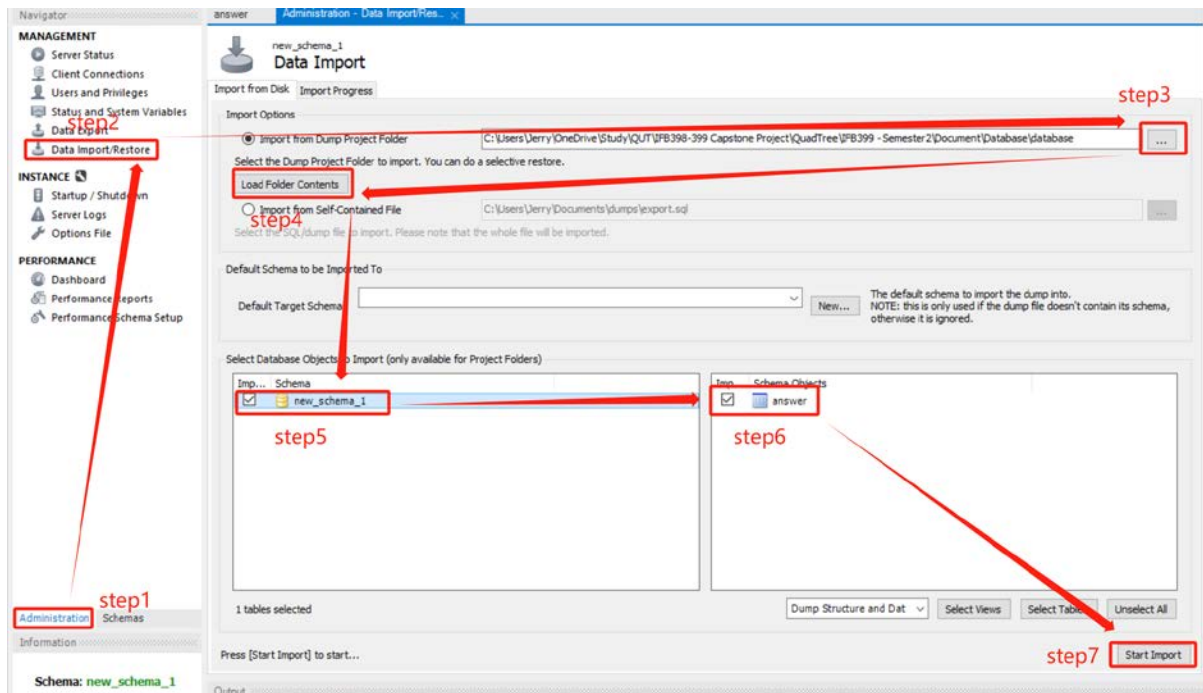 Navigator
answer
Administration - Data Import/Res...
MANAGEMENT
Server Status
Client Connections
Users and Privileges
Status and System Variables
Data Export
step2
Data Import/Restore
INSTANCE
Startup / Shutdown
Server Logs
Options File
PERFORMANCE
Dashboard
Performance Reports
Performance Schema Setup
step1
Administration Schemas
Information
Schema: new_schema_1
new_schema_1
Data Import
Import from Disk Import Progress
step3
Import Options
Import from Dump Project Folder C:\Users\Jerry\OneDrive\Study\QUT\IFB398-399 Capstone Project\QuadTree\IFB399 - Semester2\Document\Database\database ...
Select the Dump Project Folder to import. You can do a selective restore.
Load Folder Contents
Import from Self-Contained File C:\Users\Jerry\Documents\dumps\export.sql ...
step4
Select the SQL/dump file to import. Please note that the whole file will be imported.
Default Schema to be Imported To
Default Target Schema: New...
The default schema to import the dump into.
NOTE: this is only used if the dump file doesn't contain its schema,
otherwise it is ignored.
Select Database Objects to Import (only available for Project Folders)
Imp... Schema
new_schema_1
step5
Imp... Schema Objects
answer
step6
1 tables selected
Dump Structure and Dat Select Views Select Tables Unselect All
Press [Start Import] to start...
step7
Start Import
Output